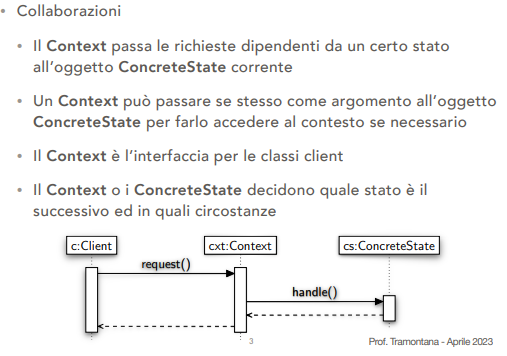 • Collaborazioni
• Il Context passa le richieste dipendenti da un certo stato
all'oggetto ConcreteState corrente
• Un Context può passare se stesso come argomento all'oggetto
ConcreteState per farlo accedere al contesto se necessario
• Il Context è l'interfaccia per le classi client
• Il Context o i ConcreteState decidono quale stato è il
successivo ed in quali circostanze
c:Client
cxt:Context
cs:ConcreteState
request()
handle()
3
Prof. Tramontana - Aprile 2023